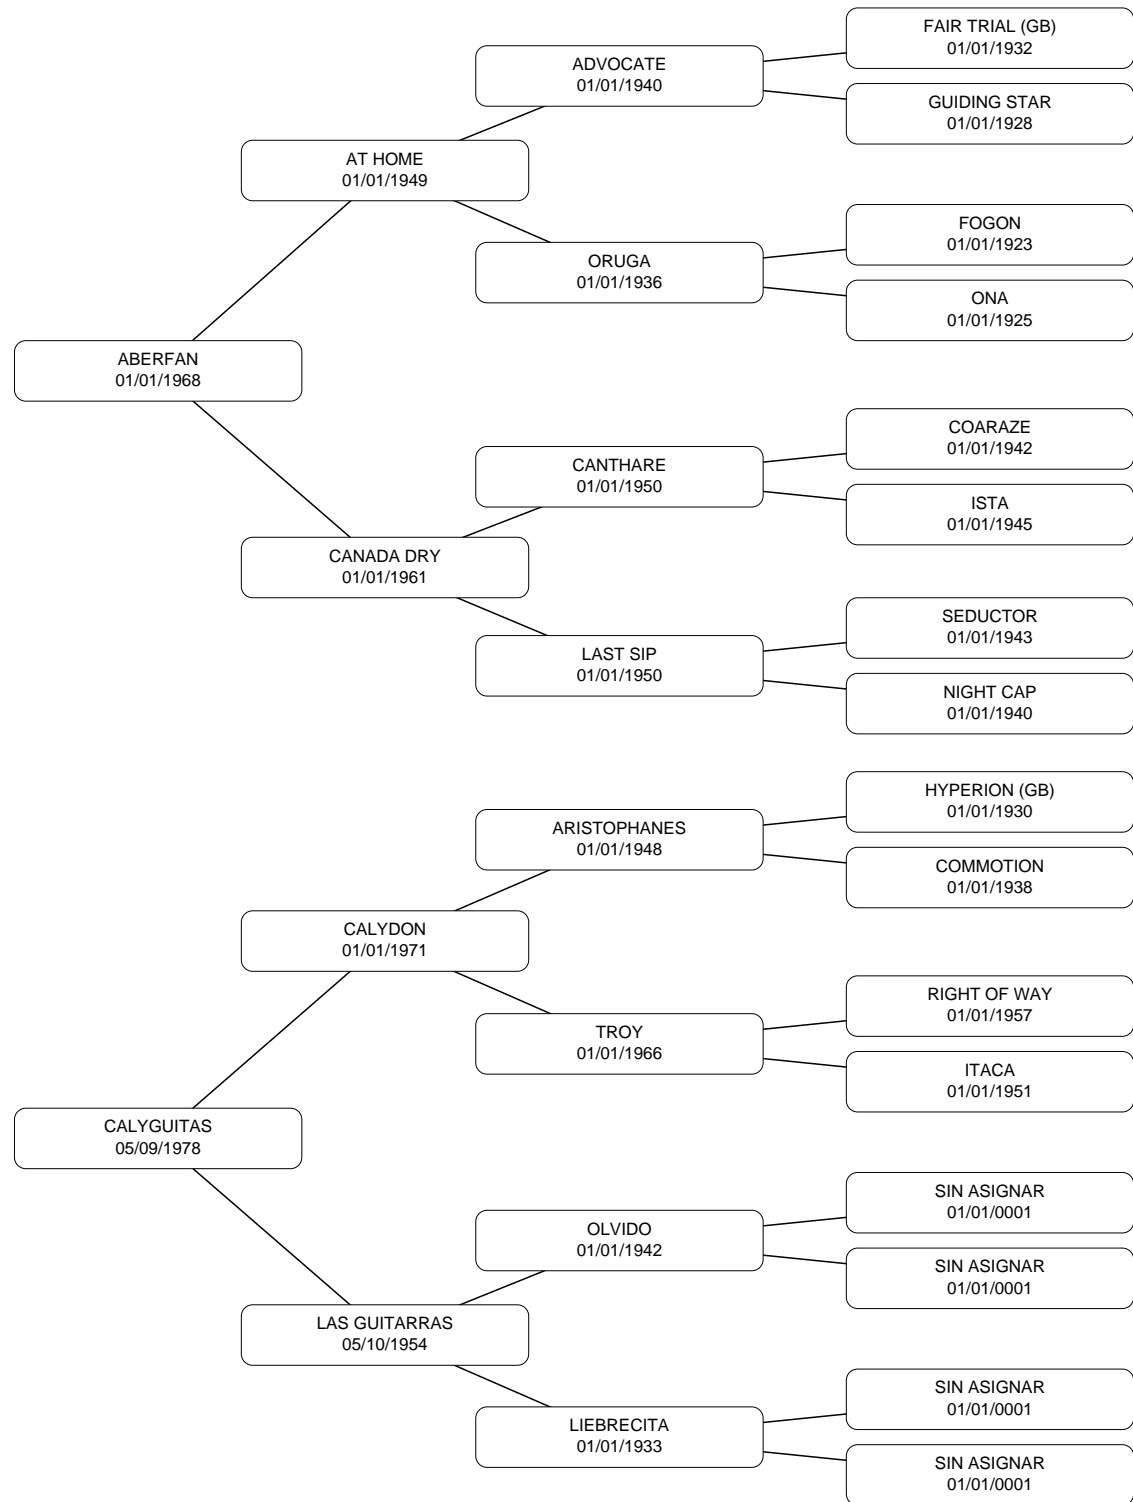 FAIR TRIAL (GB)
01/01/1932
ADVOCATE
01/01/1940
GUIDING STAR
01/01/1928
AT HOME
01/01/1949
FOGON
01/01/1923
ORUGA
01/01/1936
ONA
01/01/1925
ABERFAN
01/01/1968
COARAZE
01/01/1942
CANTHARE
01/01/1950
ISTA
01/01/1945
CANADA DRY
01/01/1961
SEDUCTOR
01/01/1943
LAST SIP
01/01/1950
NIGHT CAP
01/01/1940
HYPERION (GB)
01/01/1930
ARISTOPHANES
01/01/1948
COMMOTION
01/01/1938
CALYDON
01/01/1971
RIGHT OF WAY
01/01/1957
TROY
01/01/1966
ITACA
01/01/1951
CALYGUITAS
05/09/1978
SIN ASIGNAR
01/01/0001
OLVIDO
01/01/1942
SIN ASIGNAR
01/01/0001
LAS GUITARRAS
05/10/1954
SIN ASIGNAR
01/01/0001
LIEBRECITA
01/01/1933
SIN ASIGNAR
01/01/0001